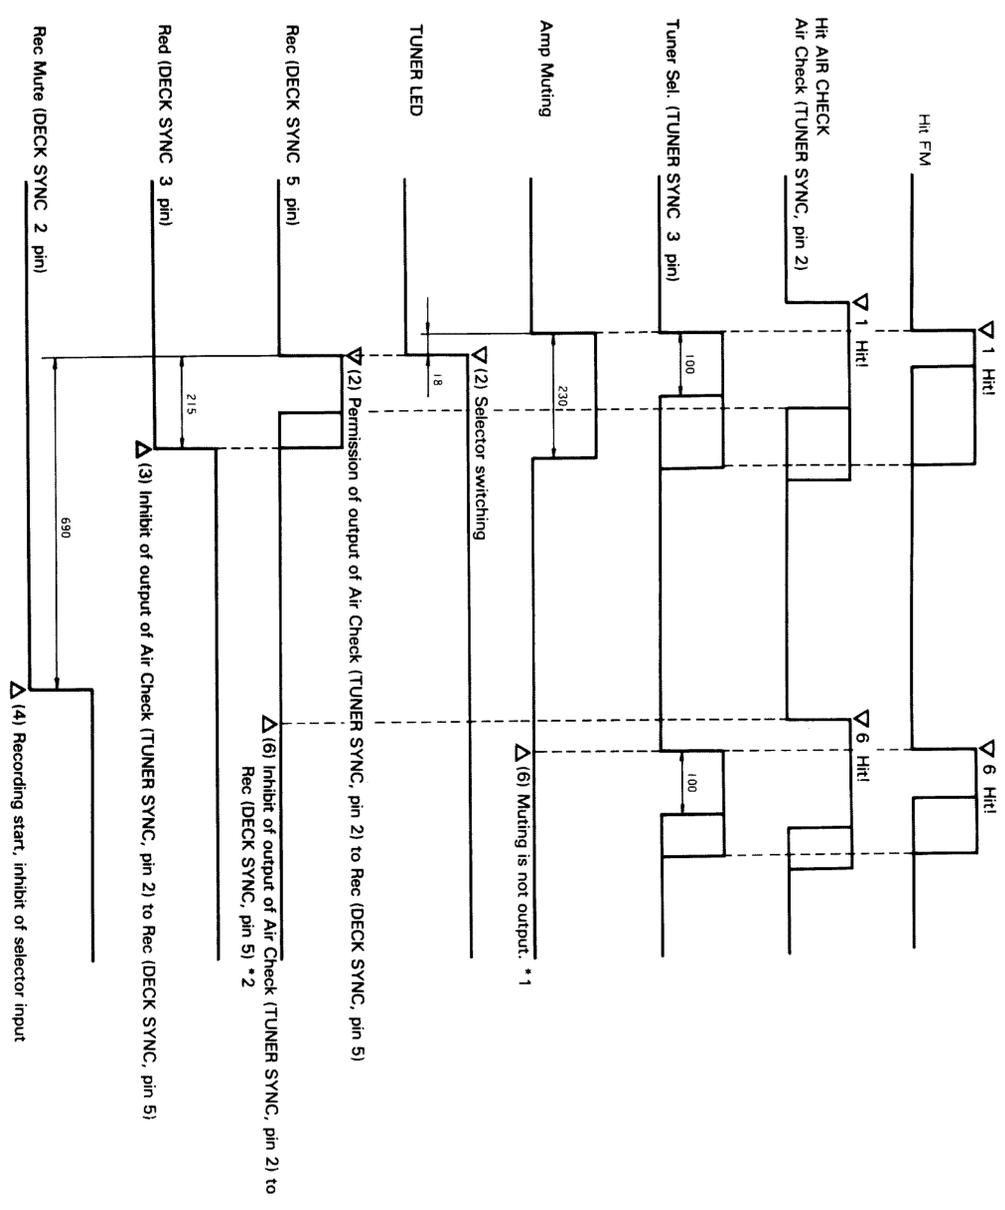 Hit FM
1 Hit!
6 Hit!
Hit AIR CHECK
Air Check (TUNER SYNC, pin 2)
1 Hit!
6 Hit!
Tuner Sel. (TUNER SYNC 3 pin)
100
100
Amp Muting
230
(6) Muting is not output. *1
TUNER LED
18
(2) Selector switching
Rec (DECK SYNC 5 pin)
(2) Permission of output of Air Check (TUNER SYNC, pin 2) to Rec (DECK SYNC, pin 5)
(6) Inhibit of output of Air Check (TUNER SYNC, pin 2) to
Rec (DECK SYNC, pin 5) *2
Red (DECK SYNC 3 pin)
215
(3) Inhibit of output of Air Check (TUNER SYNC, pin 2) to Rec (DECK SYNC, pin 5)
Rec Mute (DECK SYNC 2 pin)
690
(4) Recording start, inhibit of selector input